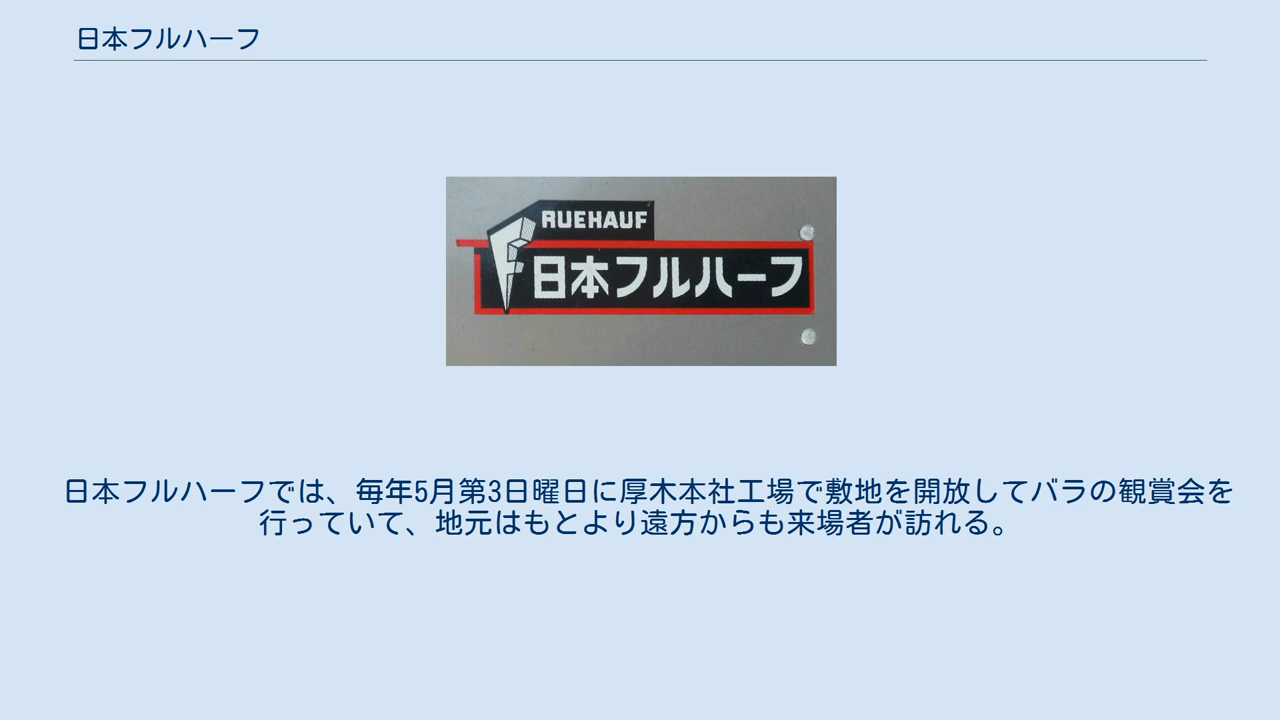 日本フルハーフ
RUEHAUF
日本フルハーフ
日本フルハーフでは、毎年5月第3日曜日に厚木本社工場で敷地を開放してバラの観賞会を
行っていて、地元はもとより遠方からも来場者が訪れる。